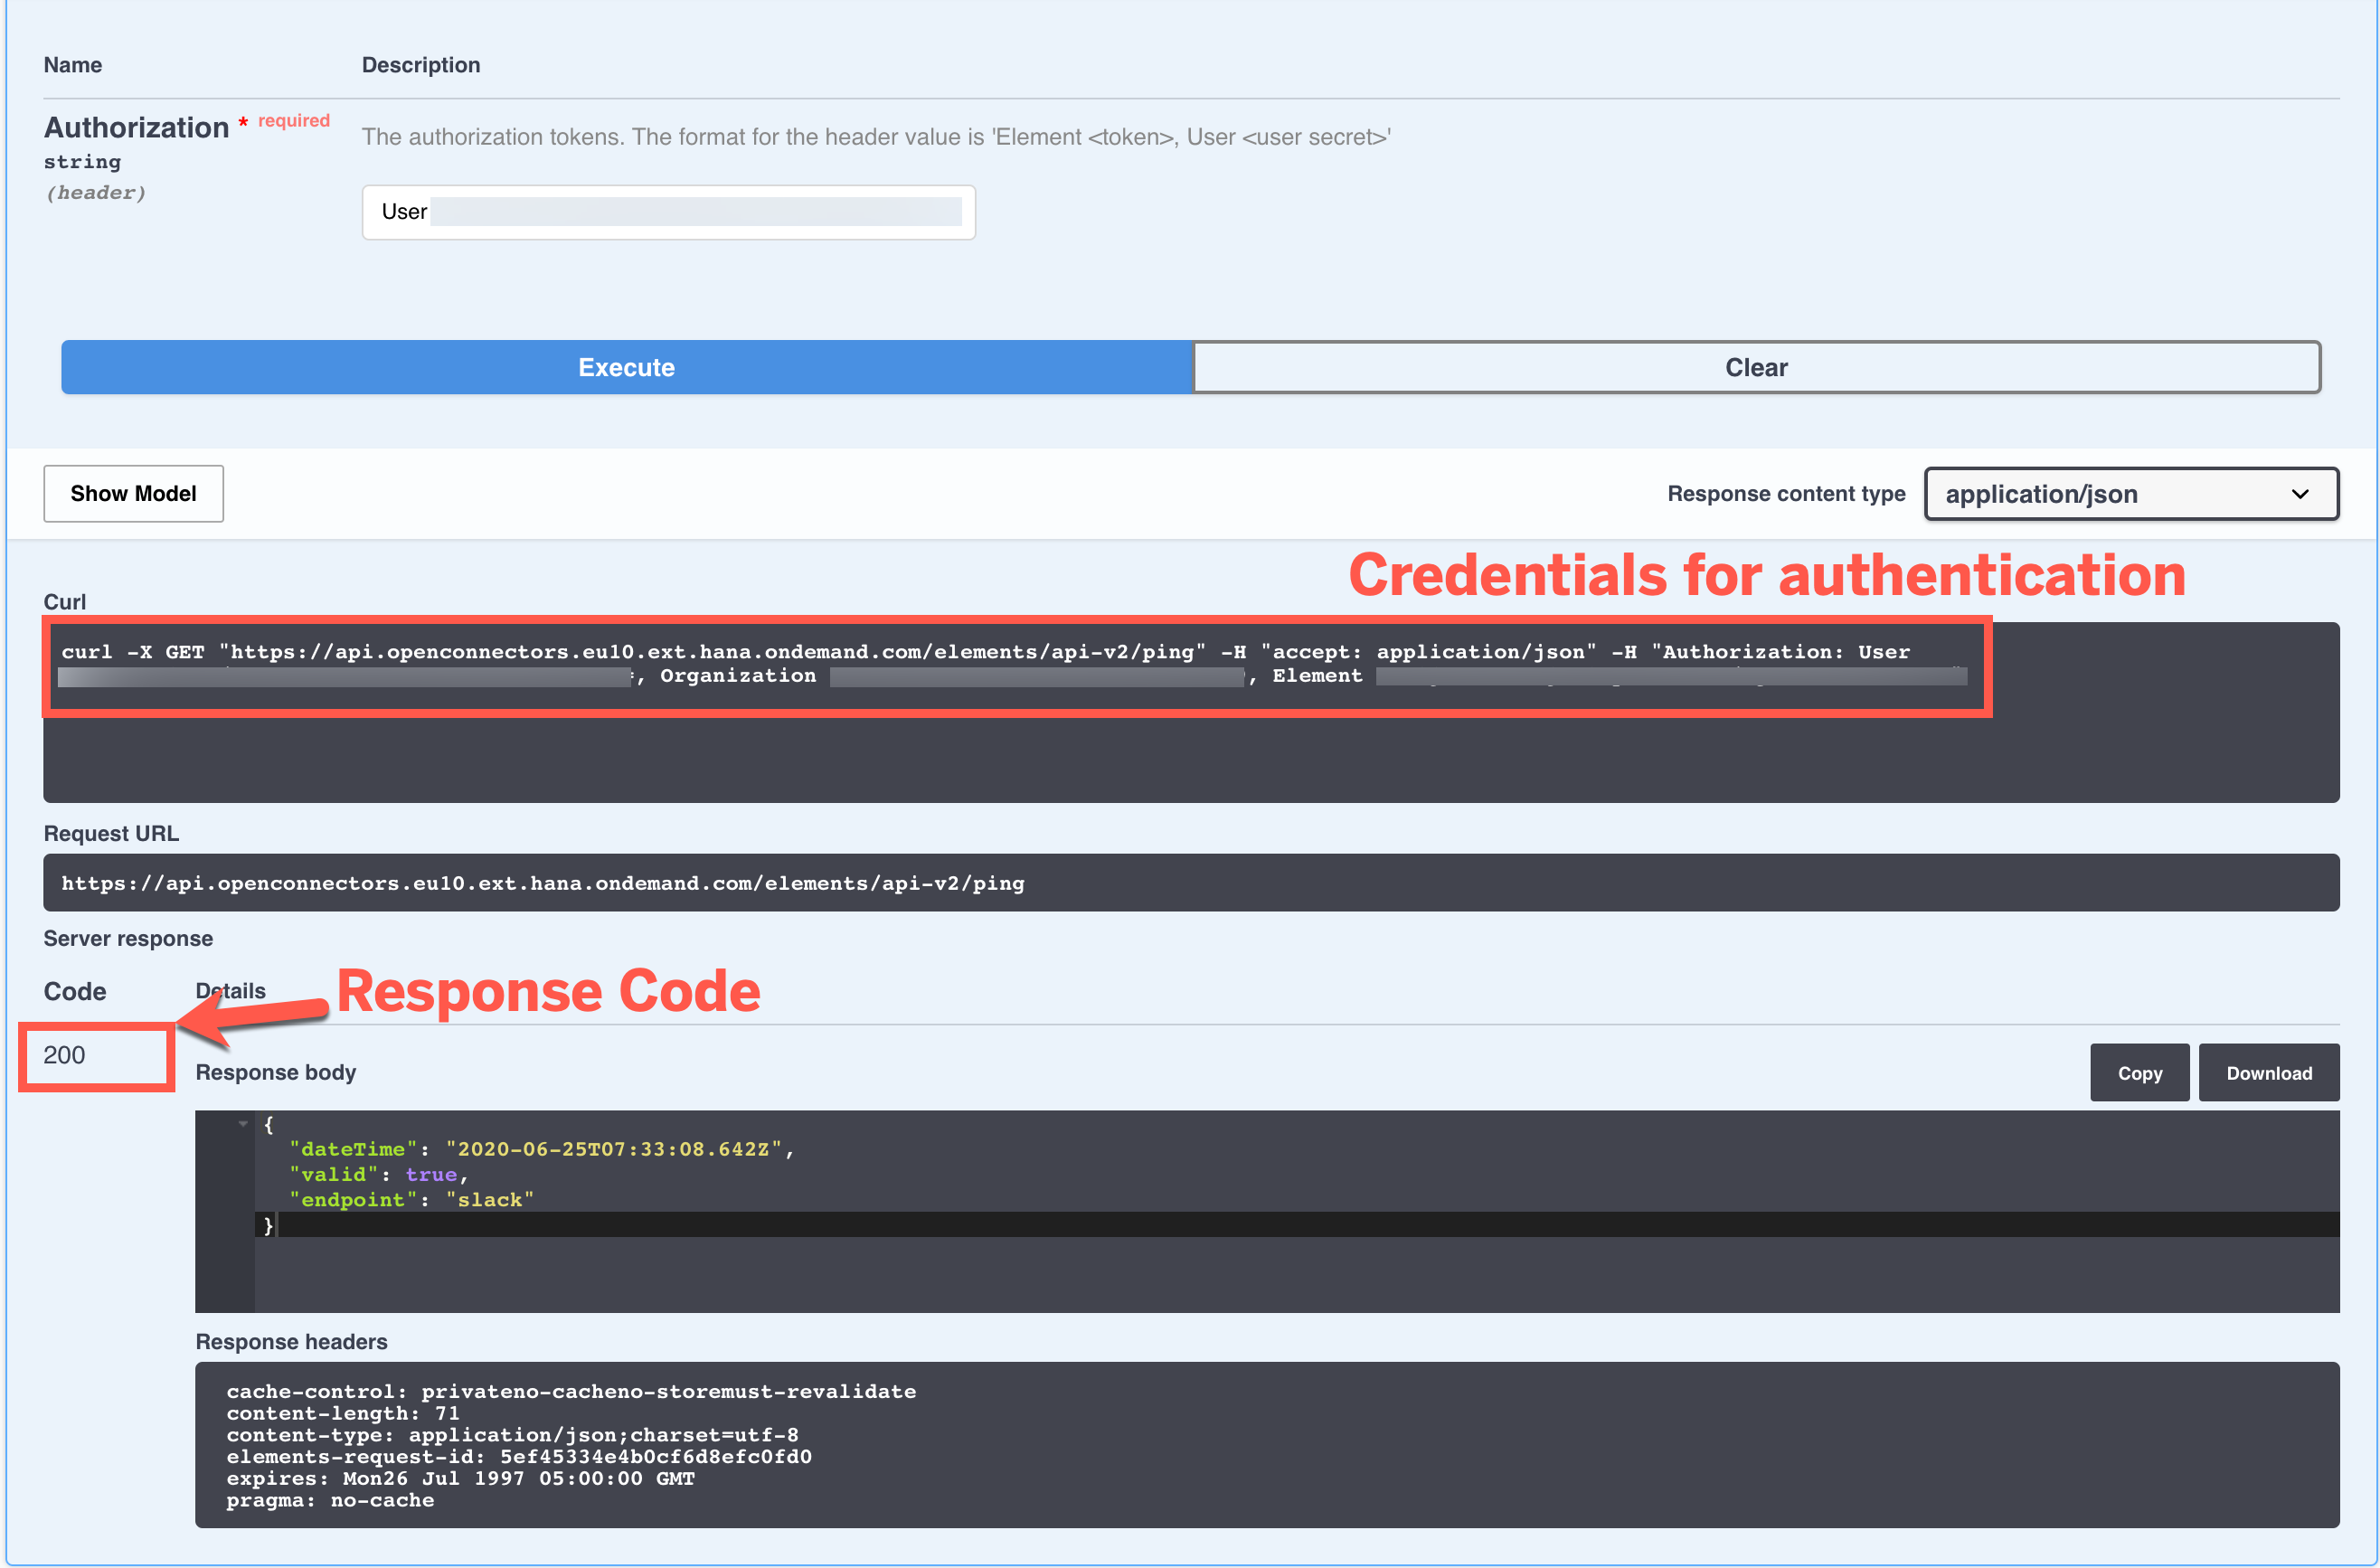 Name Description
Authorization * required
The authorization tokens. The format for the header value is 'Element <token>, User <user secret>'
string
(header)
User
Execute Clear
Show Model Response content type application/json
Credentials for authentication
Curl
curl -X GET "https://api.openconnectors.eu10.ext.hana.ondemand.com/elements/api-v2/ping" -H "accept: application/json" -H "Authorization: User
, Organization , Element "
Request URL
https://api.openconnectors.eu10.ext.hana.ondemand.com/elements/api-v2/ping
Server response
Code Details
Response Code
200
Response body Copy Download
{
"dateTime": "2020-06-25T07:33:08.642Z",
"valid": true,
"endpoint": "slack"
}
Response headers
cache-control: privateno-cacheno-storemust-revalidate
content-length: 71
content-type: application/json;charset=utf-8
elements-request-id: 5ef45334e4b0cf6d8efc0fd0
expires: Mon26 Jul 1997 05:00:00 GMT
pragma: no-cache